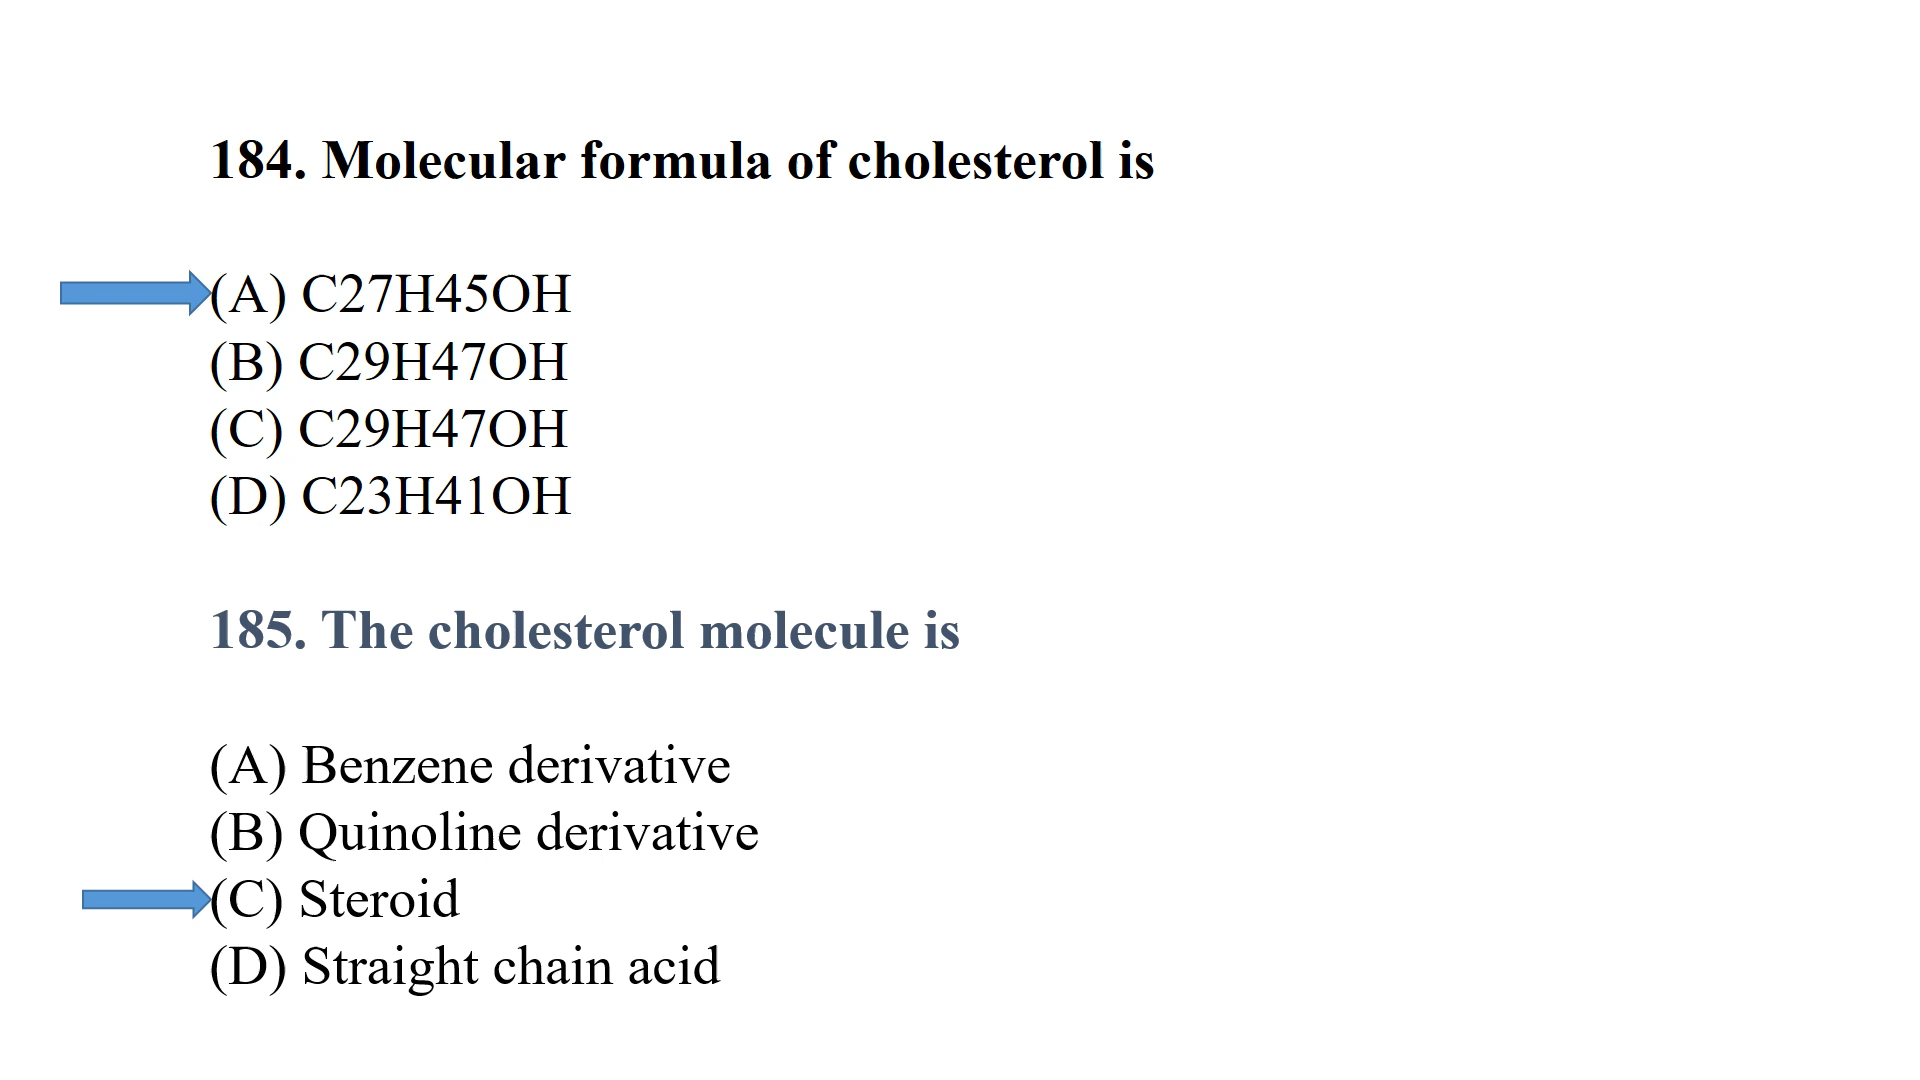 184. Molecular formula of cholesterol is
(A) C27H45OH
(B) C29H47OH
(C) C29H47OH
(D) C23H41OH
185. The cholesterol molecule is
(A) Benzene derivative
(B) Quinoline derivative
(C) Steroid
(D) Straight chain acid